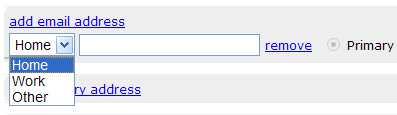 add email address
Home remove Primary
Home
Work
Other
address